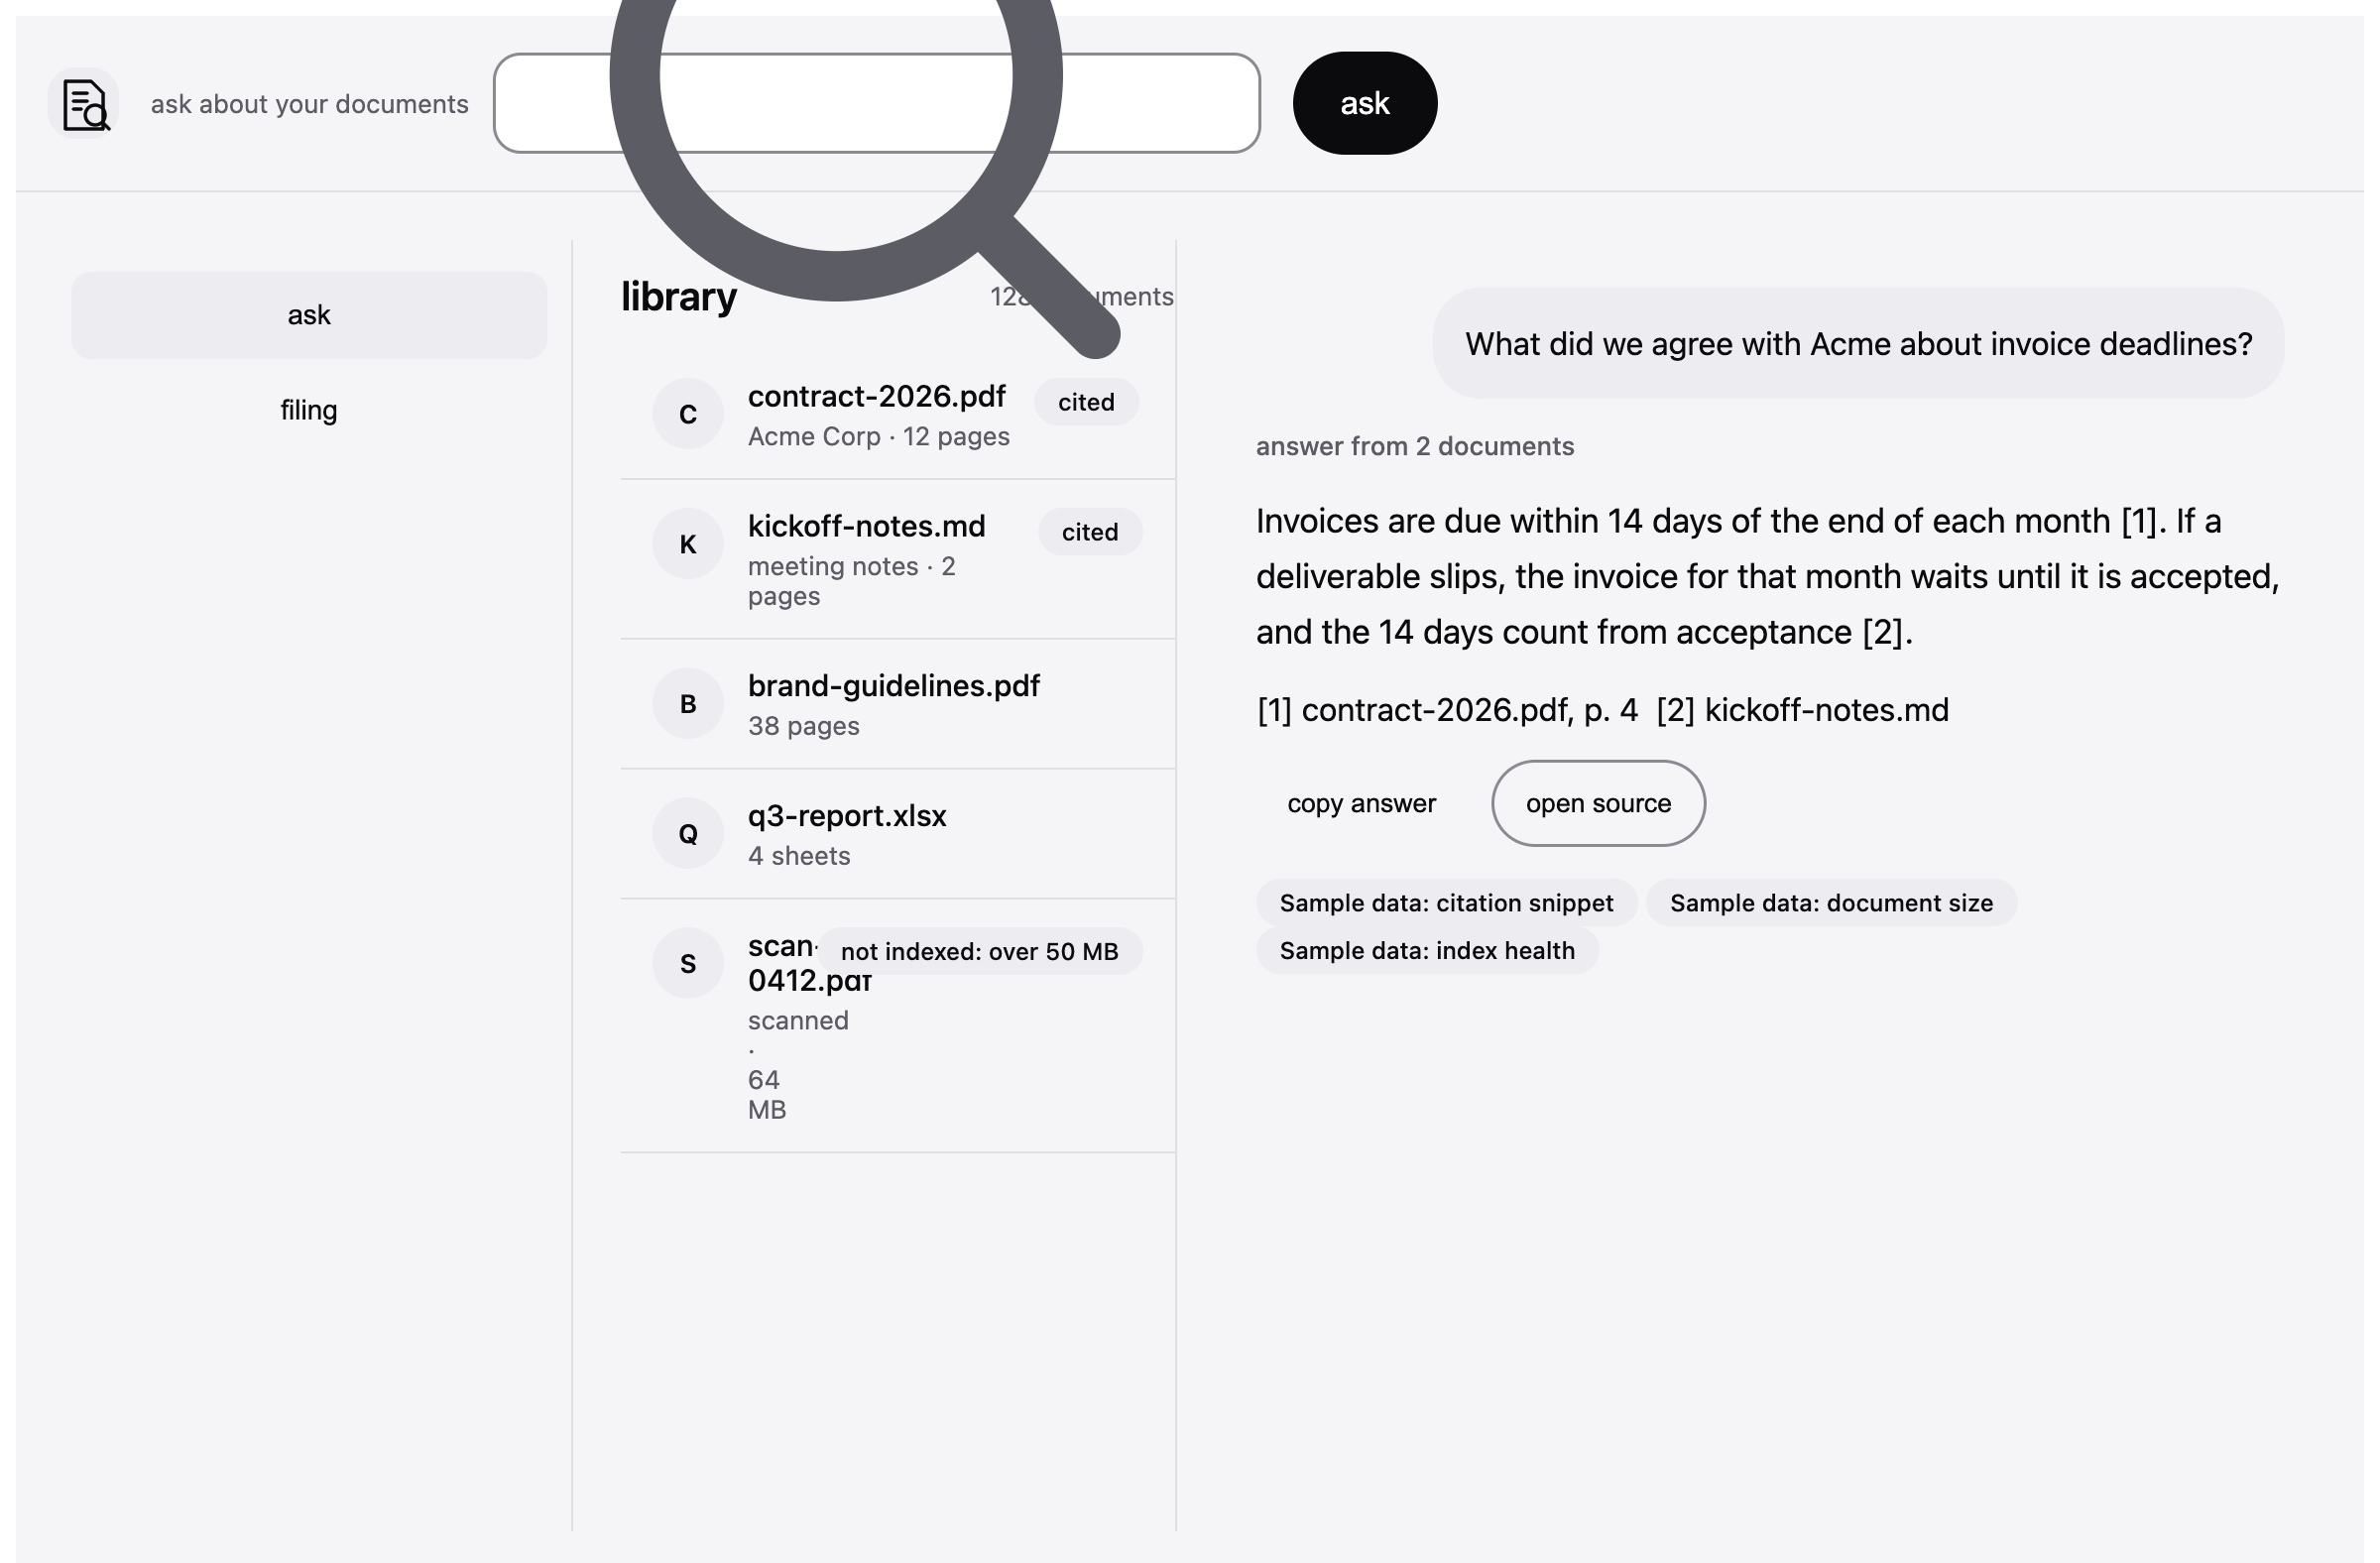 ask about your documents
ask
ask
filing
library
C
contract-2026.pdf
cited
Acme Corp · 12 pages
K
kickoff-notes.md
cited
meeting notes · 2
pages
B
brand-guidelines.pdf
38 pages
Q
q3-report.xlsx
4 sheets
S
scan-
not indexed: over 50 MB
0412.pdf
scanned
·
64
MB
What did we agree with Acme about invoice deadlines?
answer from 2 documents
Invoices are due within 14 days of the end of each month [1]. If a
deliverable slips, the invoice for that month waits until it is accepted,
and the 14 days count from acceptance [2].
[1] contract-2026.pdf, p. 4 [2] kickoff-notes.md
copy answer
open source
Sample data: citation snippet
Sample data: document size
Sample data: index health